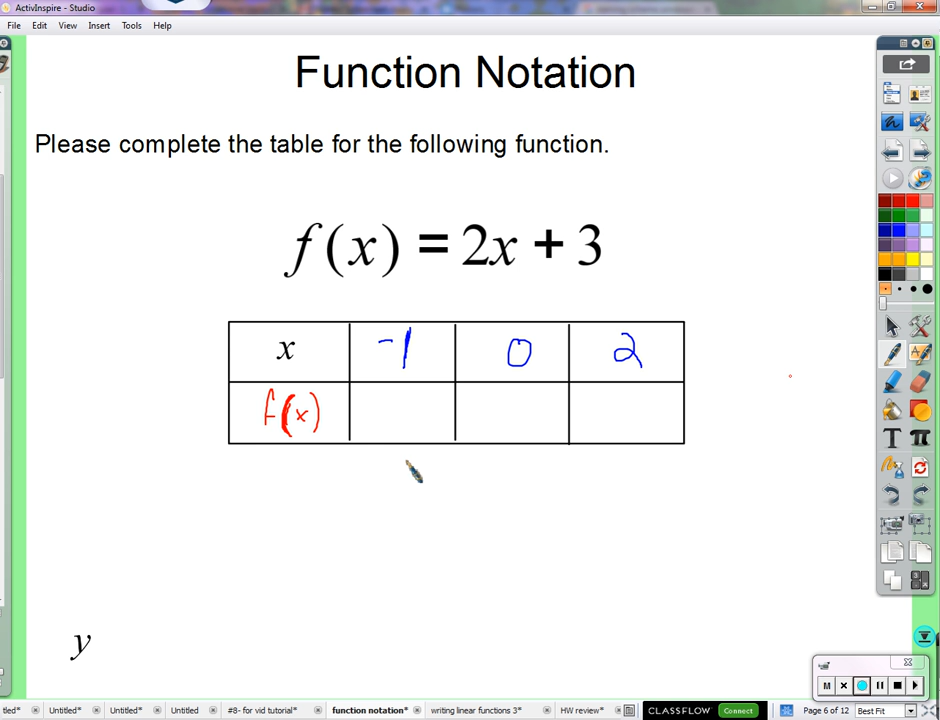 ActivInspire - Studio
File Edit View Insert Tools Help
Function Notation
Please complete the table for the following function.
f(x) = 2x + 3
x -1 0 2
f(x)
y
tled* Untitled* Untitled* Untitled #8- for vid tutorial* function notation* writing linear functions 3* HW review* CLASSFLOW Connect Page 6 of 12 Best Fit